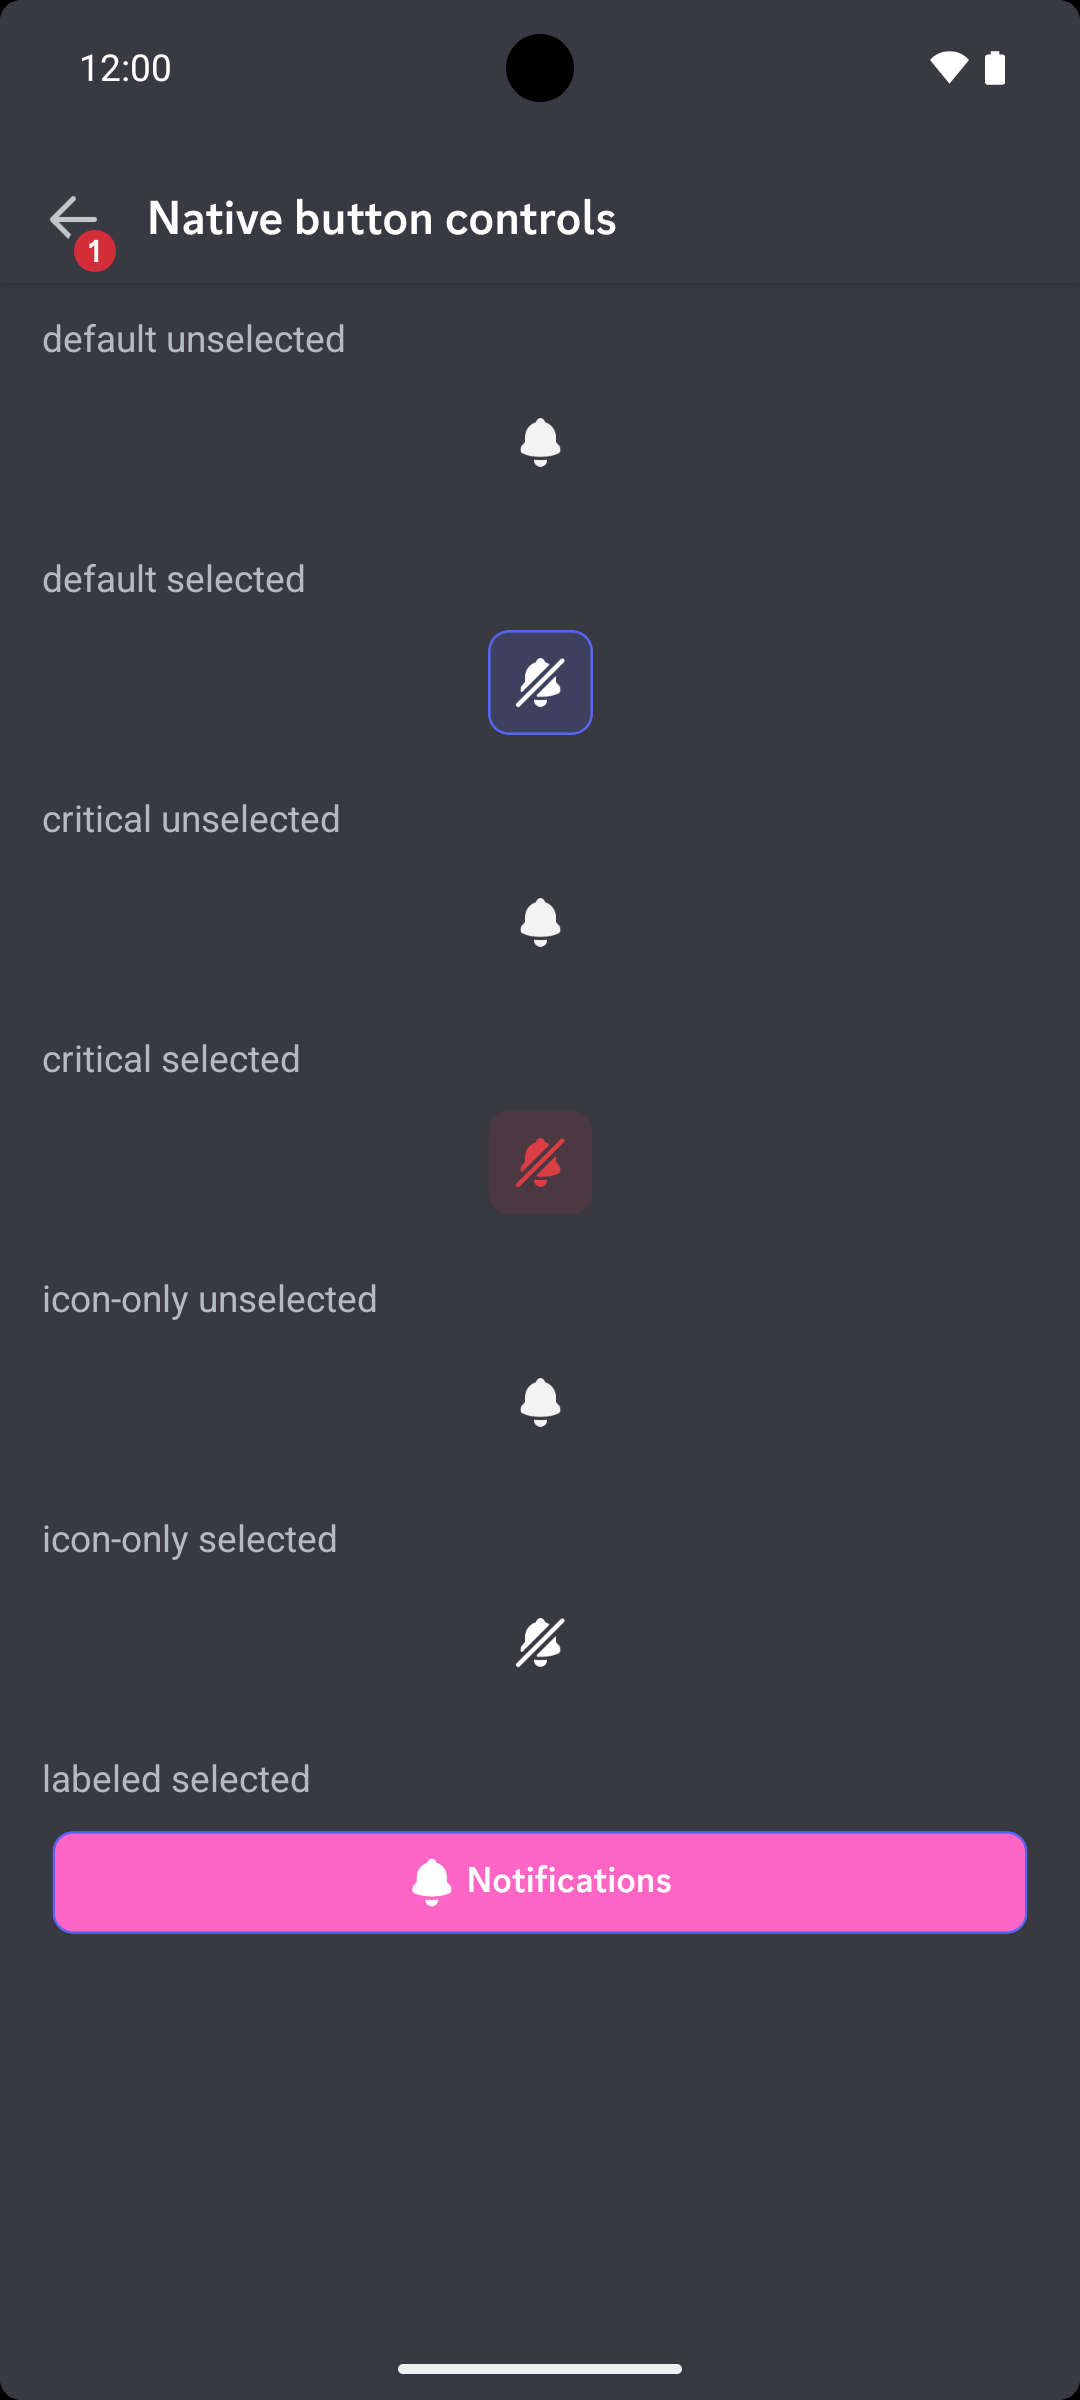 12:00
Native button controls
1
default unselected
default selected
critical unselected
critical selected
icon-only unselected
icon-only selected
labeled selected
Notifications